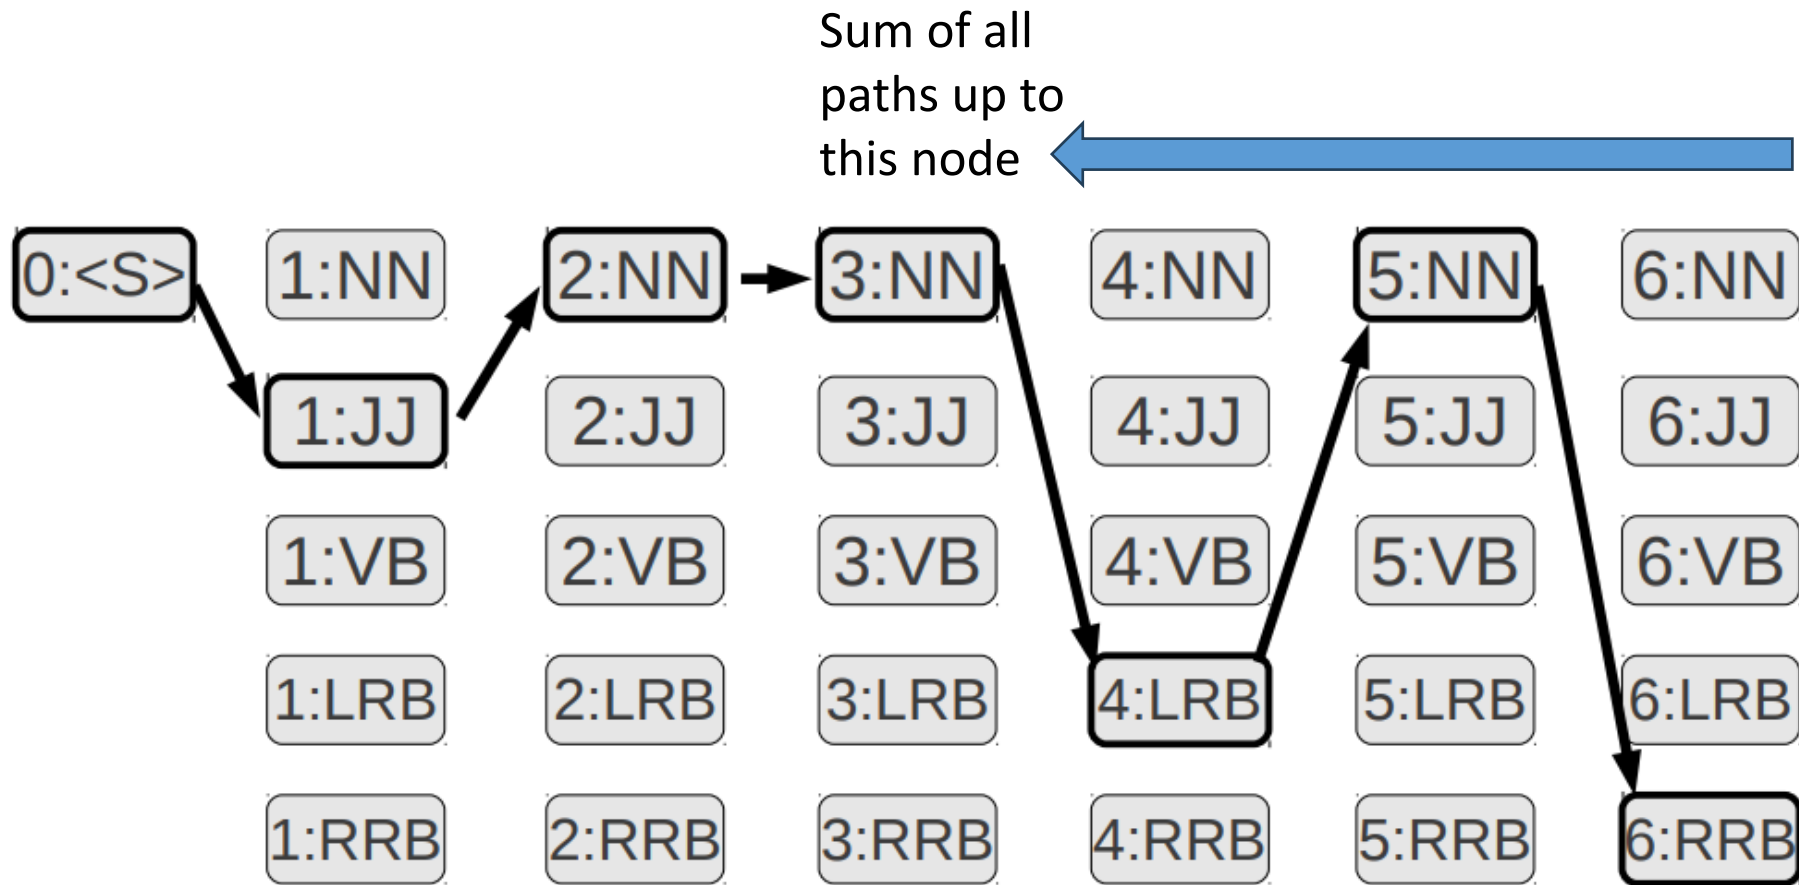 Sum of all
paths up to
this node
0:<S> 1:NN 2:NN 3:NN 4:NN 5:NN 6:NN
1:JJ 2:JJ 3:JJ 4:JJ 5:JJ 6:JJ
1:VB 2:VB 3:VB 4:VB 5:VB 6:VB
1:LRB 2:LRB 3:LRB 4:LRB 5:LRB 6:LRB
1:RRB 2:RRB 3:RRB 4:RRB 5:RRB 6:RRB